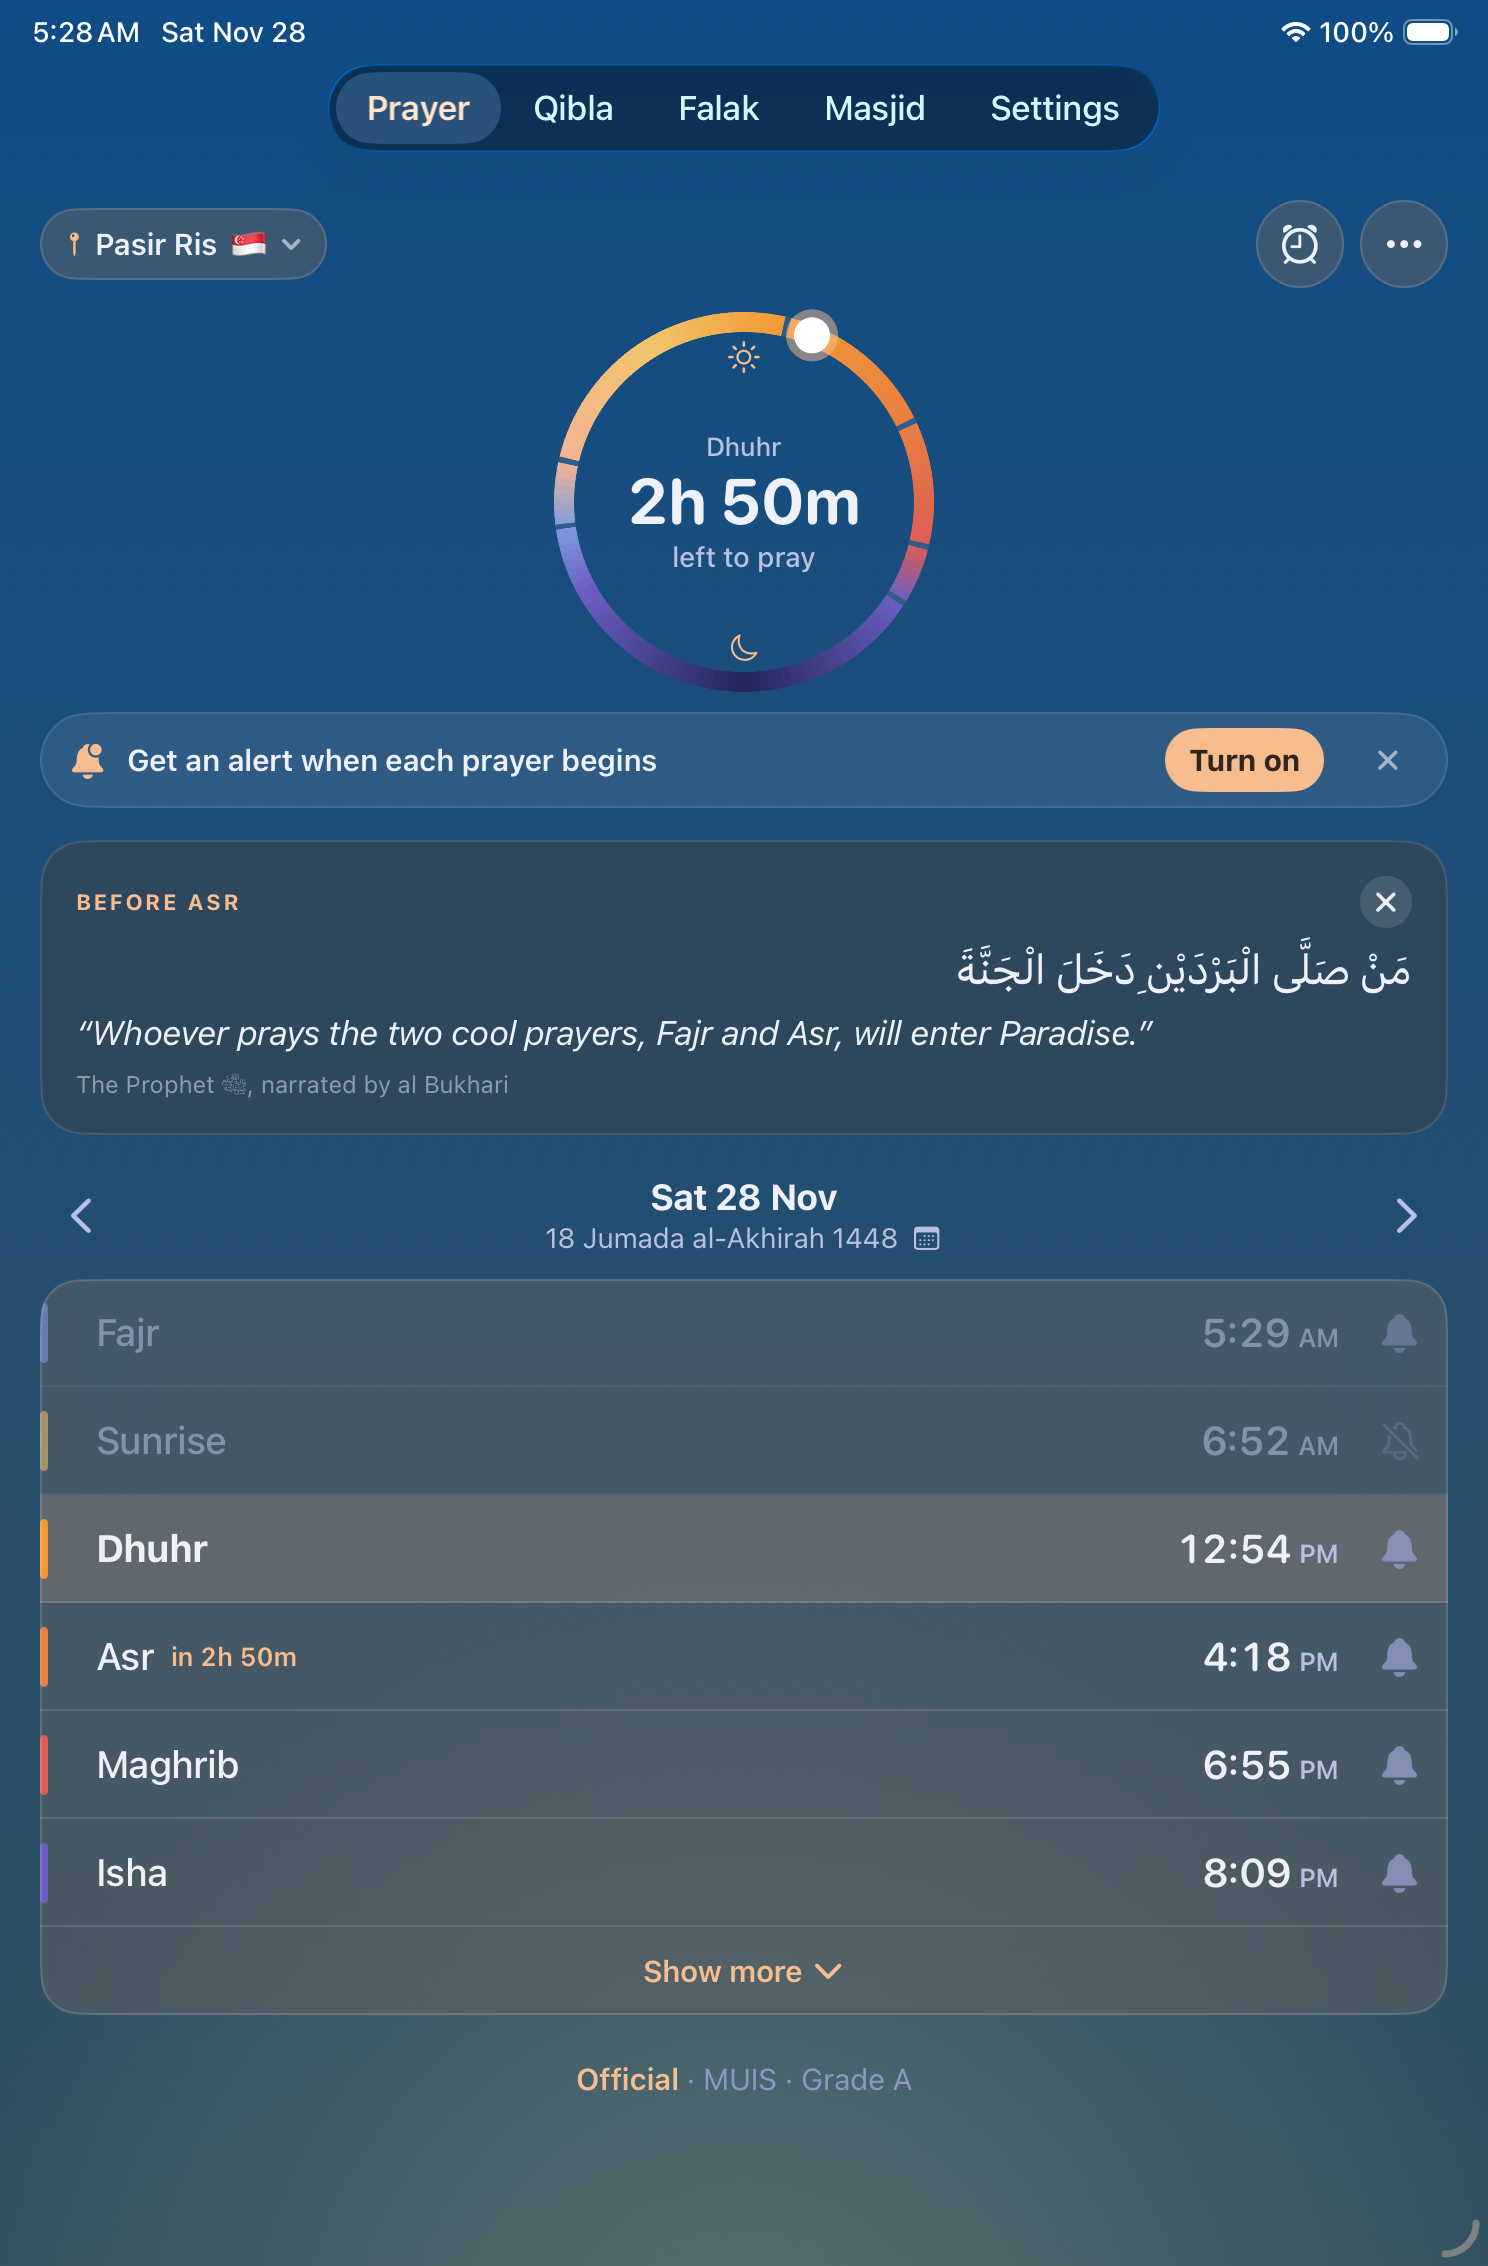 5:28 AM Sat Nov 28
100%
Prayer Qibla Falak Masjid Settings
Pasir Ris 🇸🇬
Dhuhr
2h 50m
left to pray
Get an alert when each prayer begins Turn on
BEFORE ASR
مَنْ صَلَّى الْبَرْدَيْنِ دَخَلَ الْجَنَّةَ
“Whoever prays the two cool prayers, Fajr and Asr, will enter Paradise.”
The Prophet ﷺ, narrated by al Bukhari
Sat 28 Nov
18 Jumada al-Akhirah 1448
Fajr 5:29 AM
Sunrise 6:52 AM
Dhuhr 12:54 PM
Asr in 2h 50m 4:18 PM
Maghrib 6:55 PM
Isha 8:09 PM
Show more
Official · MUIS · Grade A